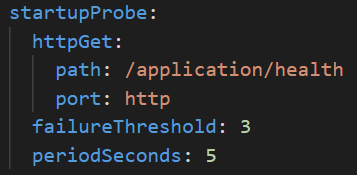 startupProbe:
  httpGet:
    path: /application/health
    port: http
  failureThreshold: 3
  periodSeconds: 5